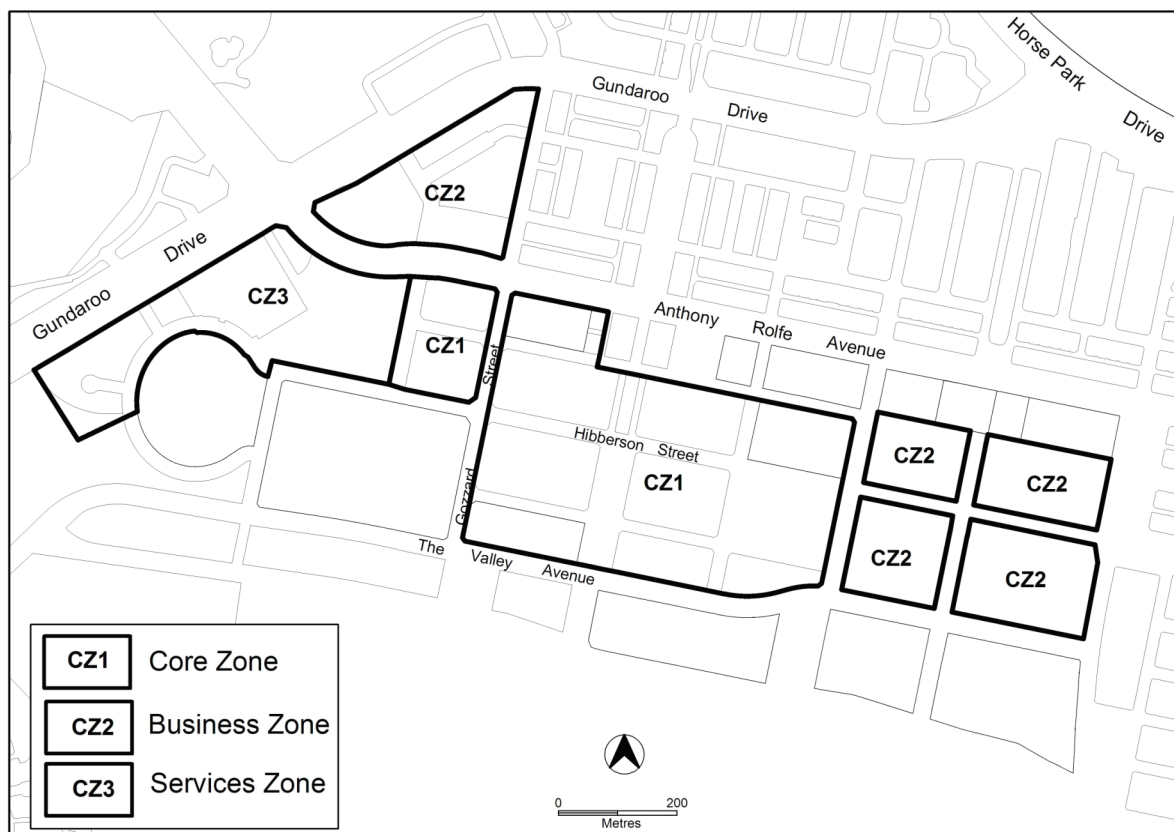 Horse Park
Drive
Gundaroo
Drive
CZ2
Gundaroo
Drive
CZ3
CZ1
Street
Gozzard
Anthony Rolfe Avenue
Hibberson Street
CZ1
CZ2
CZ2
CZ2
CZ2
The Valley Avenue
CZ1 Core Zone
CZ2 Business Zone
CZ3 Services Zone
0 200
Metres